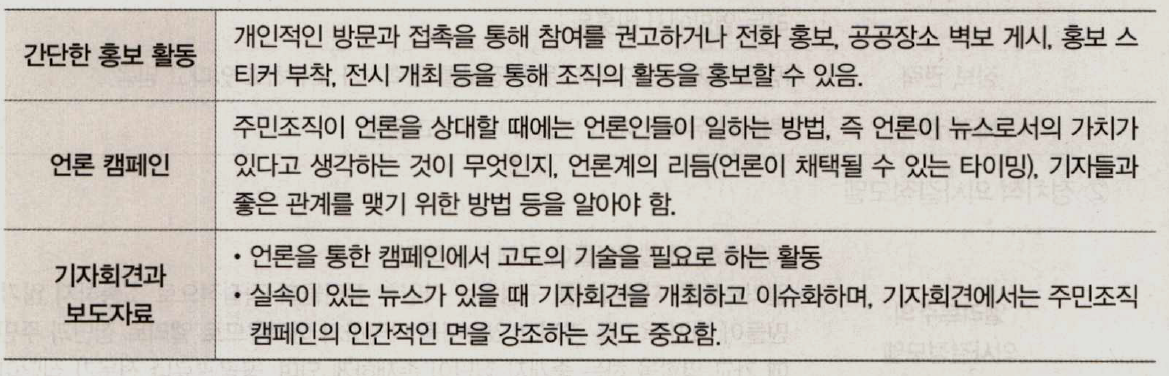 간단한 홍보 활동
개인적인 방문과 접촉을 통해 참여를 권고하거나 전화 홍보, 공공장소 벽보 게시, 홍보 스
티커 부착, 전시 개최 등을 통해 조직의 활동을 홍보할 수 있음.
언론 캠페인
주민조직이 언론을 상대할 때에는 언론인들이 일하는 방법, 즉 언론이 뉴스로서의 가치가
있다고 생각하는 것이 무엇인지, 언론계의 리듬(언론이 채택될 수 있는 타이밍), 기자들과
좋은 관계를 맺기 위한 방법 등을 알아야 함.
기자회견과
보도자료
• 언론을 통한 캠페인에서 고도의 기술을 필요로 하는 활동
• 실속이 있는 뉴스가 있을 때 기자회견을 개최하고 이슈화하며, 기자회견에서는 주민조직
캠페인의 인간적인 면을 강조하는 것도 중요함.